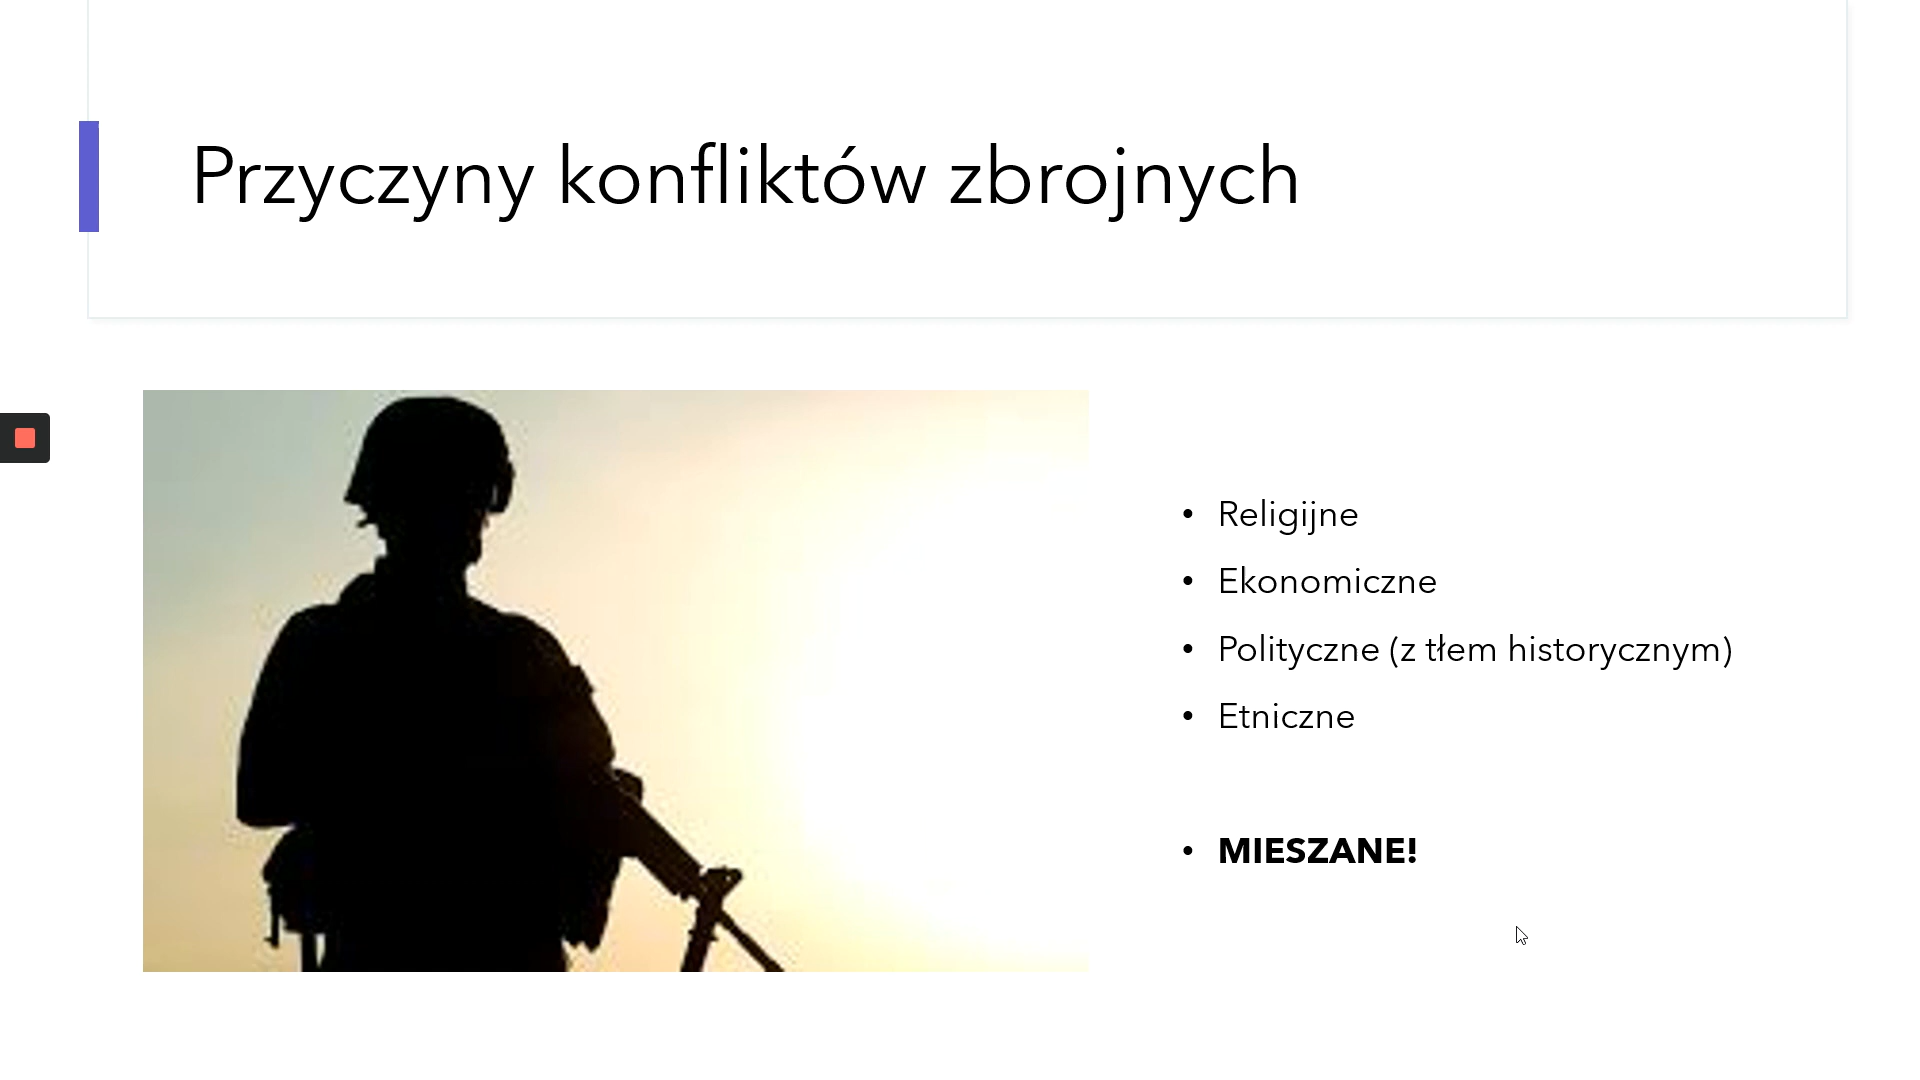 Przyczyny konfliktów zbrojnych
• Religijne
• Ekonomiczne
• Polityczne (z tłem historycznym)
• Etniczne
• MIESZANE!